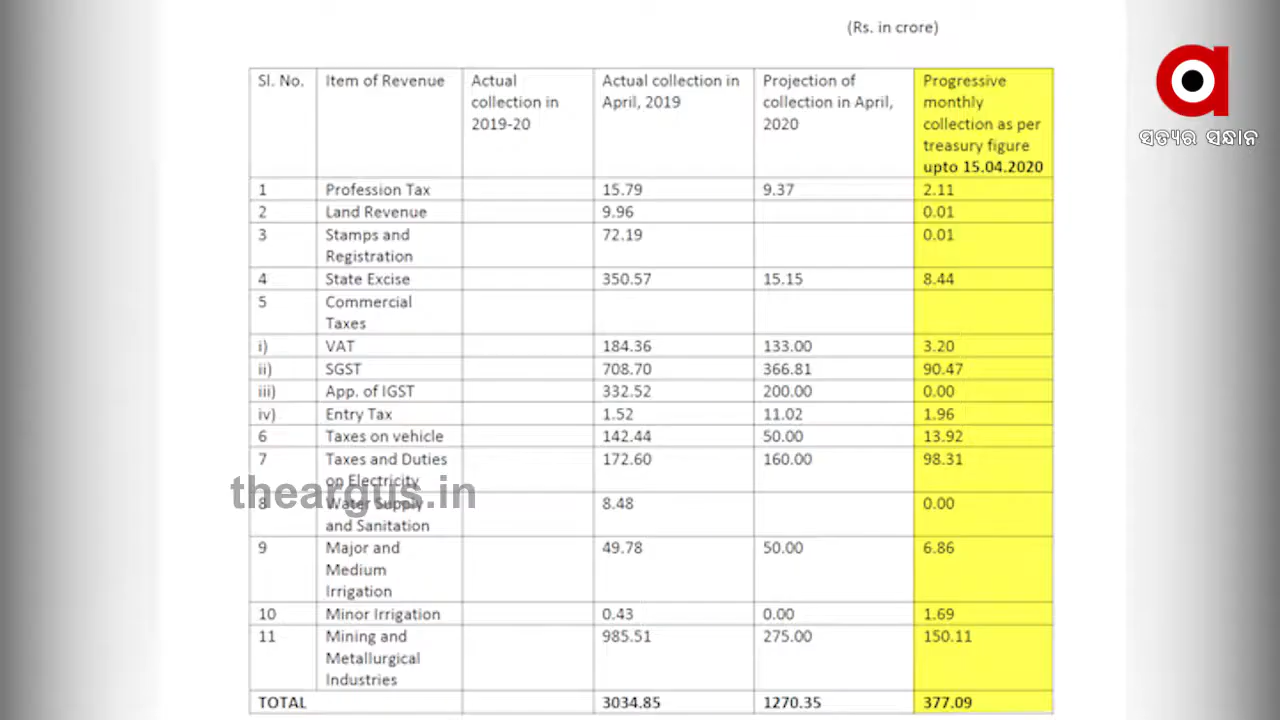 (Rs. in crore)
ସତ୍ୟର ସନ୍ଧାନ
Sl. No. Item of Revenue Actual collection in 2019-20 Actual collection in April, 2019 Projection of collection in April, 2020 Progressive monthly collection as per treasury figure upto 15.04.2020
1 Profession Tax 15.79 9.37 2.11
2 Land Revenue 9.96 0.01
3 Stamps and Registration 72.19 0.01
4 State Excise 350.57 15.15 8.44
5 Commercial Taxes
i) VAT 184.36 133.00 3.20
ii) SGST 708.70 366.81 90.47
iii) App. of IGST 332.52 200.00 0.00
iv) Entry Tax 1.52 11.02 1.96
6 Taxes on vehicle 142.44 50.00 13.92
7 Taxes and Duties on Electricity 172.60 160.00 98.31
theargus.in
8 Water Supply and Sanitation 8.48 0.00
9 Major and Medium Irrigation 49.78 50.00 6.86
10 Minor Irrigation 0.43 0.00 1.69
11 Mining and Metallurgical Industries 985.51 275.00 150.11
TOTAL 3034.85 1270.35 377.09